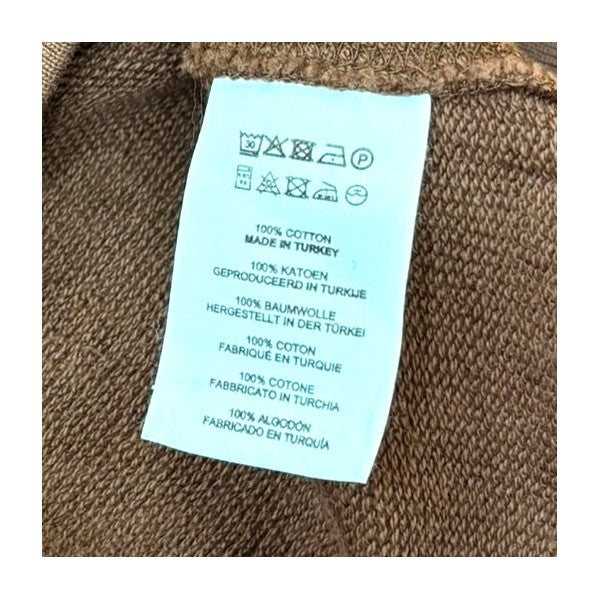 30 P
100% COTTON
MADE IN TURKEY
100% KATOEN
GEPRODUCEERD IN TURKIJE
100% BAUMWOLLE
HERGESTELLT IN DER TÜRKEI
100% COTON
FABRIQUÉ EN TURQUIE
100% COTONE
FABBRICATO IN TURCHIA
100% ALGODÓN
FABRICADO EN TURQUÍA